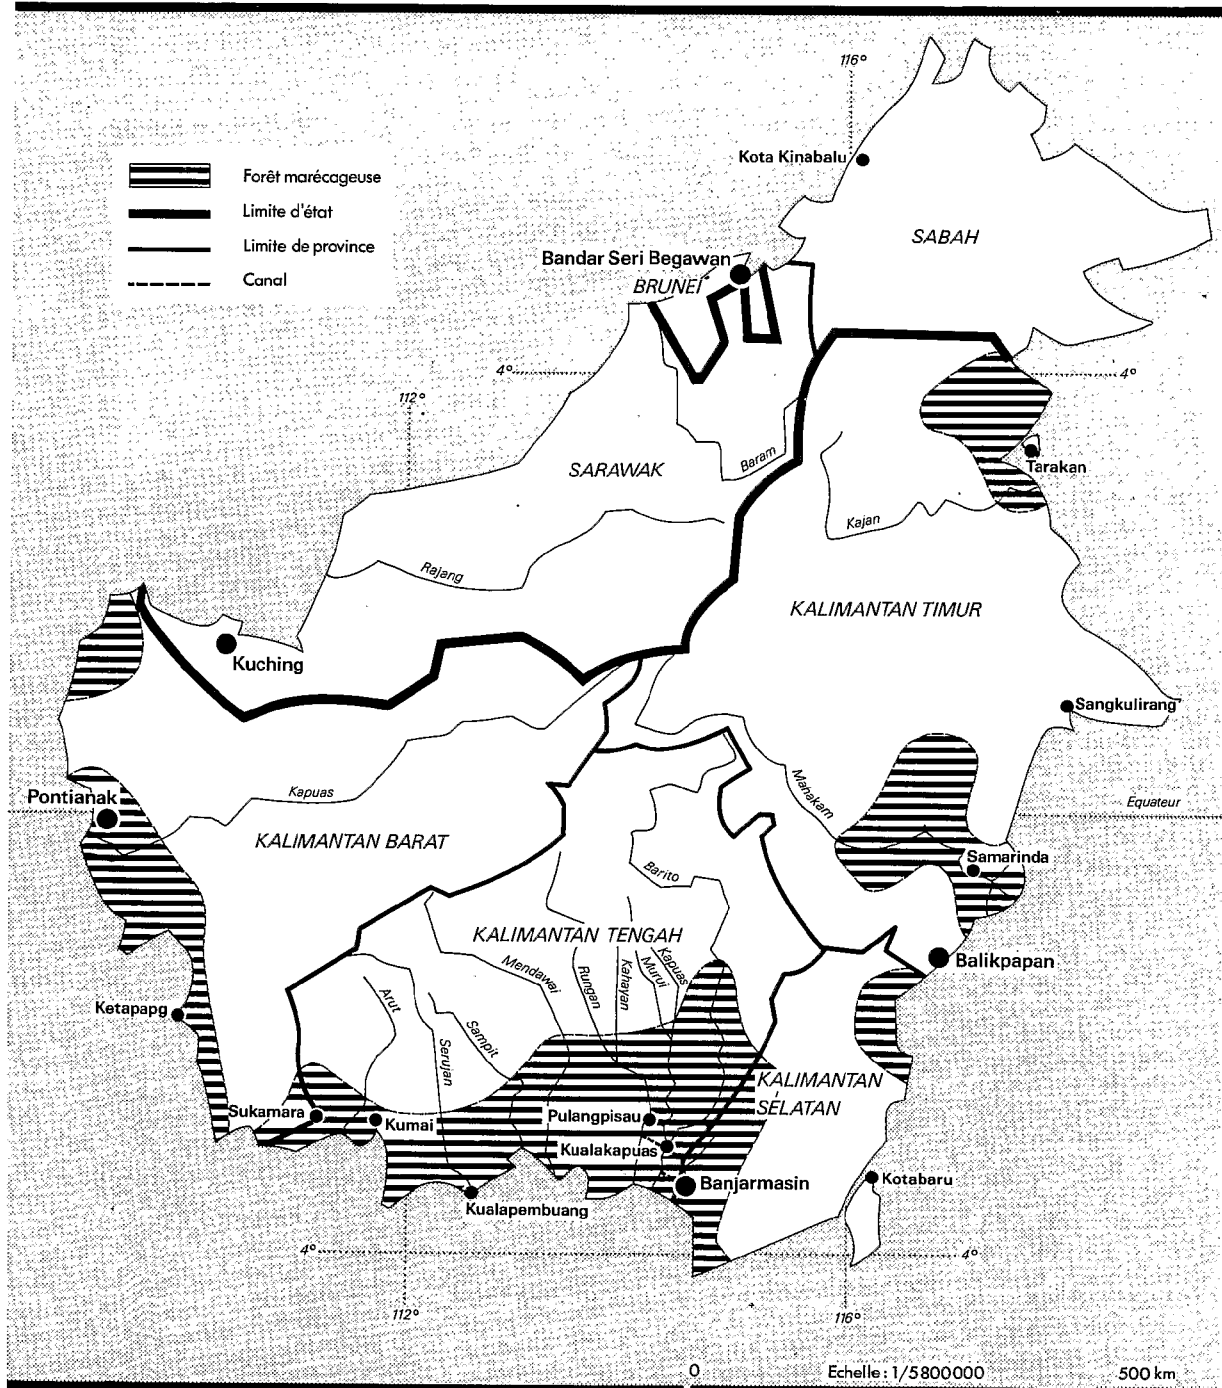 116°
Kota Kinabalu
Forêt marécageuse
Limite d'état
Limite de province
Canal
SABAH
Bandar Seri Begawan
BRUNEI
4°
4°
112°
Tarakan
Baram
SARAWAK
Kajan
Rajang
KALIMANTAN TIMUR
Kuching
Sangkulirang
Manakam
Kapuas
Pontianak
Equateur
KALIMANTAN BARAT
Samarinda
Barito
KALIMANTAN TENGAH
Mendawai
Rungan
Kahayan
Murui
Kapuas
Balikpapan
Arut
Ketapapg
Sampit
Serujan
KALIMANTAN
SELATAN
Sukamara
Kumai
Pulangpisau
Kualakapuas
Banjarmasin
Kotabaru
Kualapembuang
4°
4°
112°
116°
0
Echelle : 1/5800000
500 km